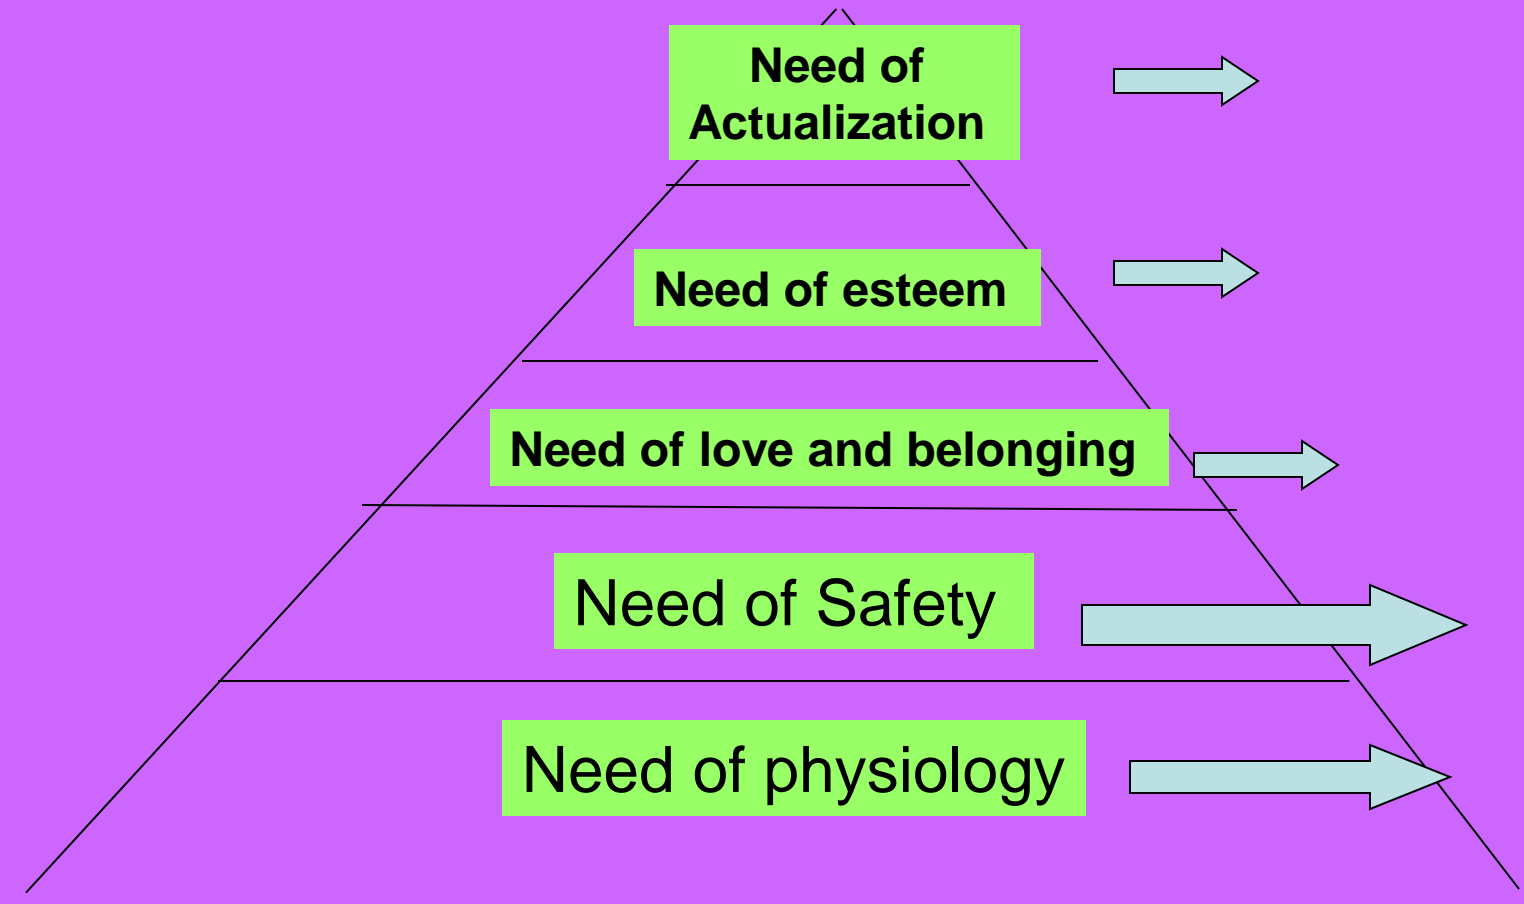 Need of
Actualization
Need of esteem
Need of love and belonging
Need of Safety
Need of physiology